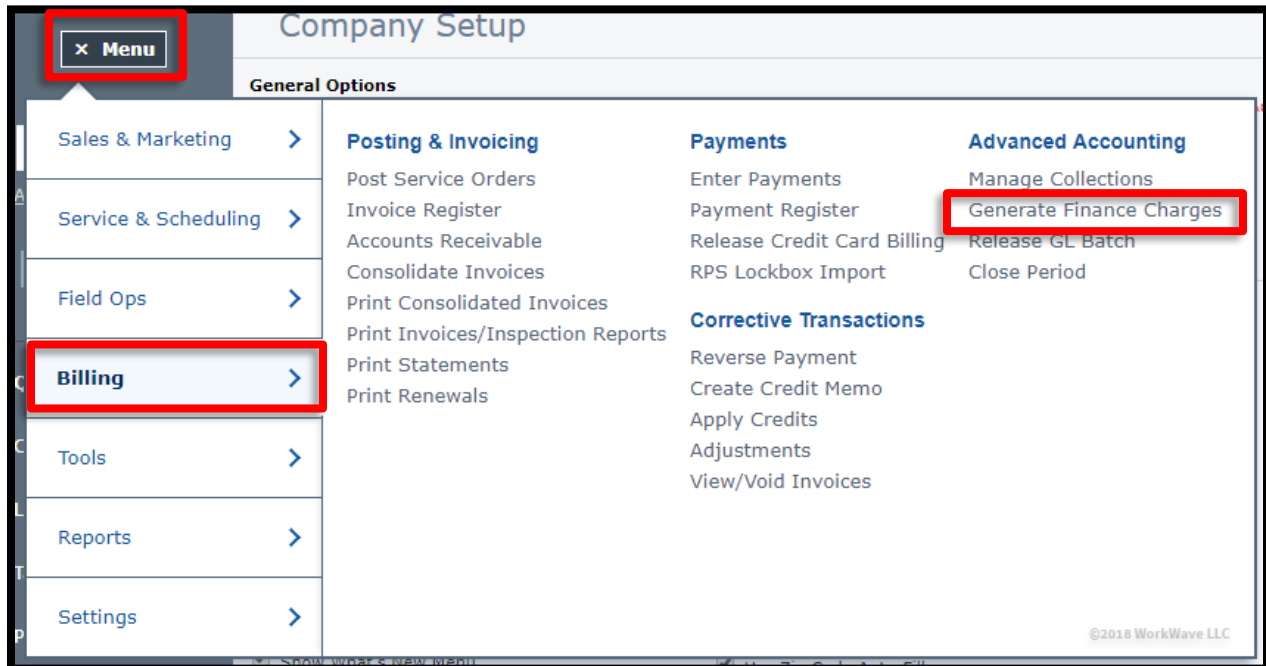 Company Setup
× Menu
General Options
Sales & Marketing
Service & Scheduling
Field Ops
Billing
Tools
Reports
Settings
Posting & Invoicing
Post Service Orders
Invoice Register
Accounts Receivable
Consolidate Invoices
Print Consolidated Invoices
Print Invoices/Inspection Reports
Print Statements
Print Renewals
Payments
Enter Payments
Payment Register
Release Credit Card Billing
RPS Lockbox Import
Corrective Transactions
Reverse Payment
Create Credit Memo
Apply Credits
Adjustments
View/Void Invoices
Advanced Accounting
Manage Collections
Generate Finance Charges
Release GL Batch
Close Period
©2018 WorkWave LLC
Show What's New Menu